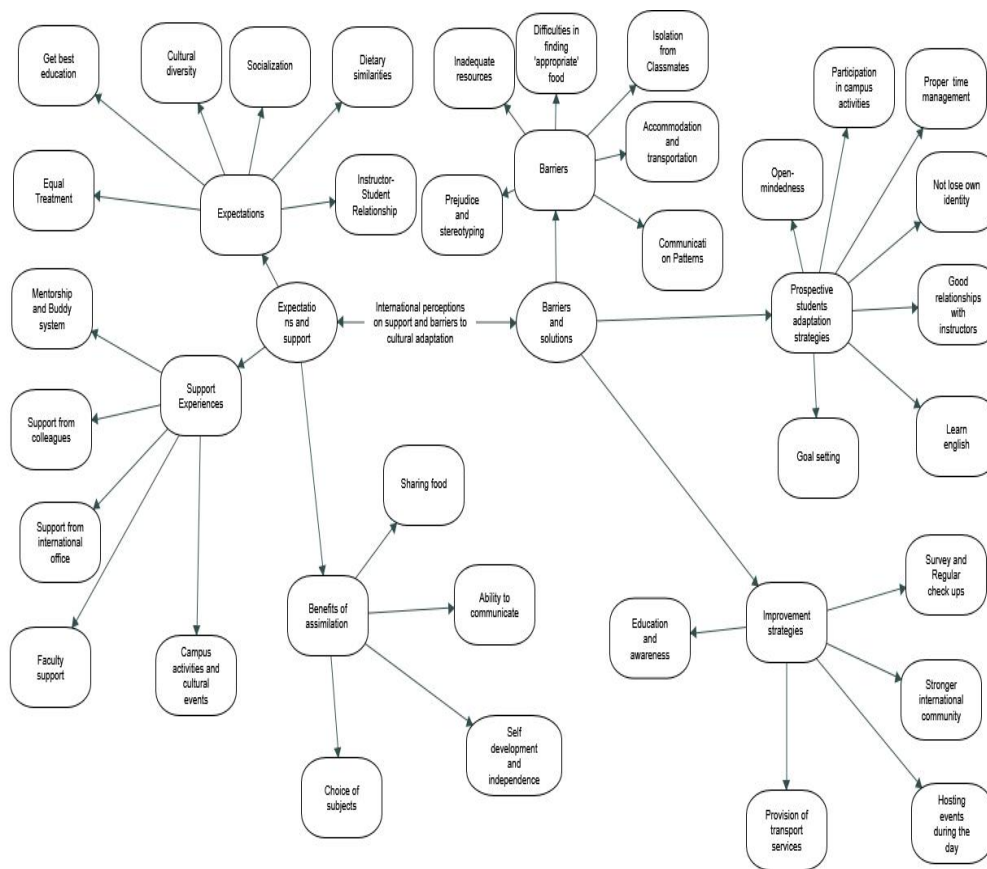 Get best
education
Cultural
diversity
Socialization
Dietary
similarities
Equal
Treatment
Expectations
Instructor-
Student
Relationship
Inadequate
resources
Difficulties in
finding
'appropriate'
food
Isolation
from
Classmates
Barriers
Accommodation
and
transportation
Prejudice
and
stereotyping
Communicati
on Patterns
Participation
in campus
activities
Proper time
management
Open-
mindedness
Not lose own
identity
Prospective
students
adaptation
strategies
Good
relationships
with
instructors
Goal setting
Learn
english
Expectatio
ns and
support
International perceptions
on support and barriers to
cultural adaptation
Barriers
and
solutions
Mentorship
and Buddy
system
Support
Experiences
Support from
colleagues
Support from
international
office
Faculty
support
Campus
activities and
cultural
events
Sharing food
Benefits of
assimilation
Ability to
communicate
Self
development
and
independence
Choice of
subjects
Education
and
awareness
Improvement
strategies
Survey and
Regular
check ups
Stronger
international
community
Provision of
transport
services
Hosting
events
during the
day